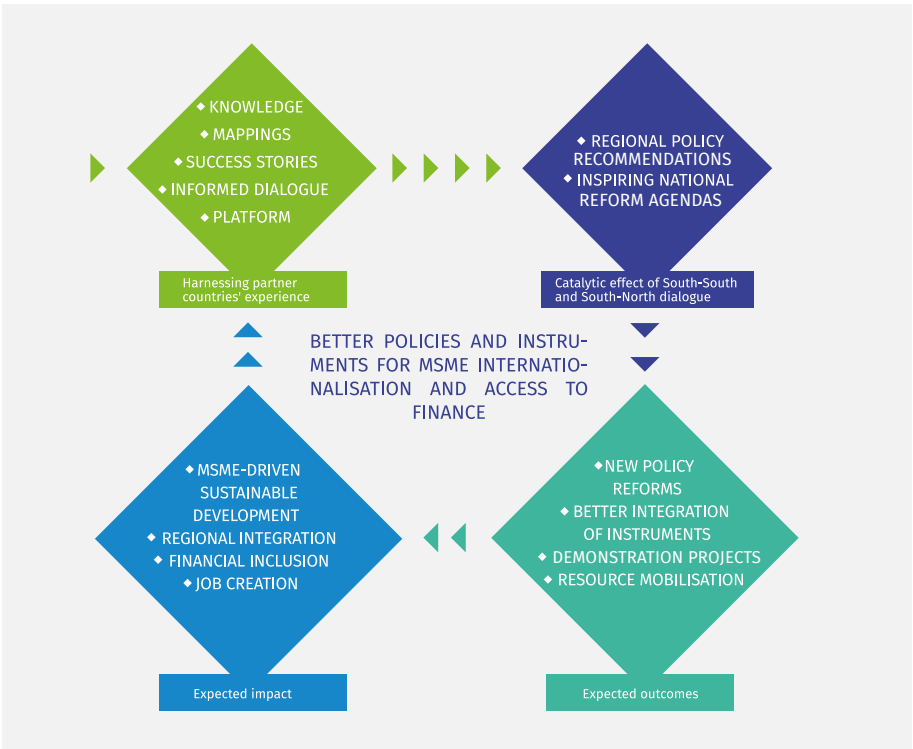 ◆ KNOWLEDGE
◆ MAPPINGS
◆ SUCCESS STORIES
◆ INFORMED DIALOGUE
◆ PLATFORM
Harnessing partner
countries' experience
◆ REGIONAL POLICY
RECOMMENDATIONS
◆ INSPIRING NATIONAL
REFORM AGENDAS
Catalytic effect of South-South
and South-North dialogue
BETTER POLICIES AND INSTRU-
MENTS FOR MSME INTERNATIO-
NALISATION AND ACCESS TO
FINANCE
◆ MSME-DRIVEN
SUSTAINABLE
DEVELOPMENT
◆ REGIONAL INTEGRATION
◆ FINANCIAL INCLUSION
◆ JOB CREATION
Expected impact
◆ NEW POLICY
REFORMS
◆ BETTER INTEGRATION
OF INSTRUMENTS
◆ DEMONSTRATION PROJECTS
◆ RESOURCE MOBILISATION
Expected outcomes